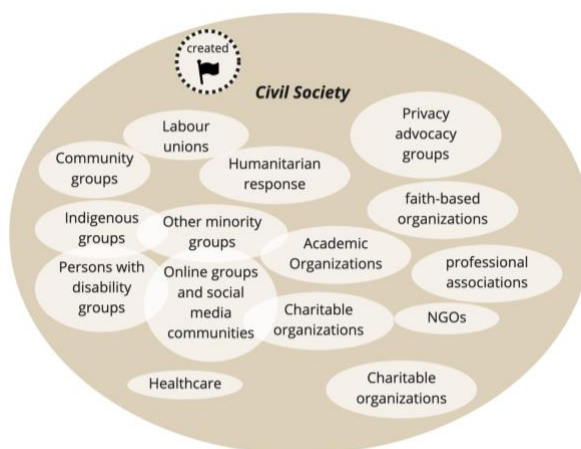 created
Civil Society
Labour
unions
Privacy
advocacy
groups
Community
groups
Humanitarian
response
faith-based
organizations
Indigenous
groups
Other minority
groups
Academic
Organizations
Persons with
disability
groups
Online groups
and social
media
communities
professional
associations
Charitable
organizations
NGOs
Healthcare
Charitable
organizations